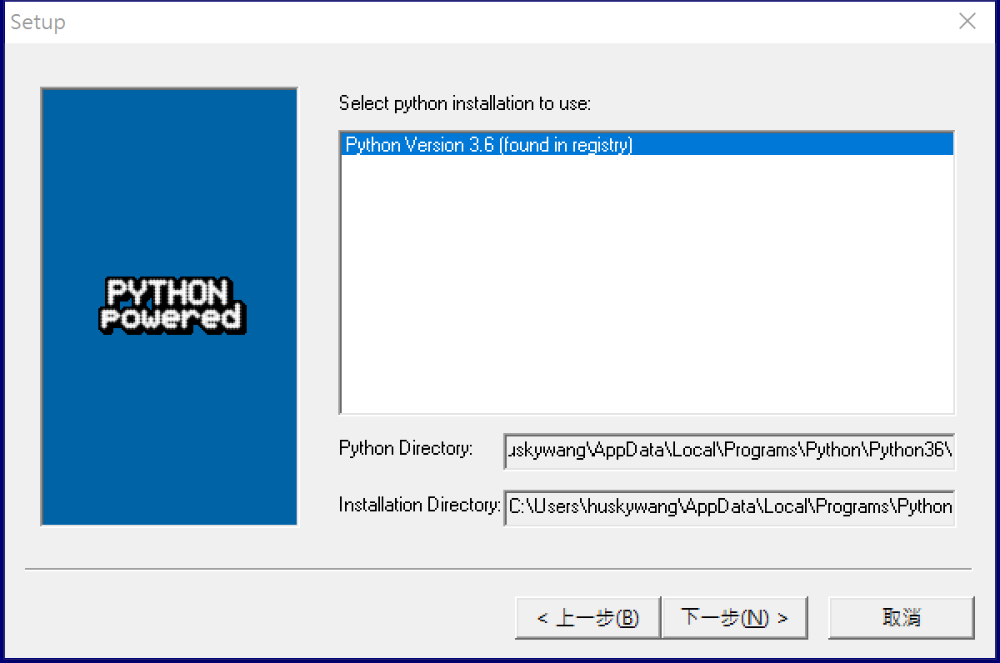 Setup
Select python installation to use:
Python Version 3.6 (found in registry)
PYTHON
powered
Python Directory:
uskywang\AppData\Local\Programs\Python\Python36\
Installation Directory:
C:\Users\huskywang\AppData\Local\Programs\Python
< 上一步(B)
下一步(N) >
取消